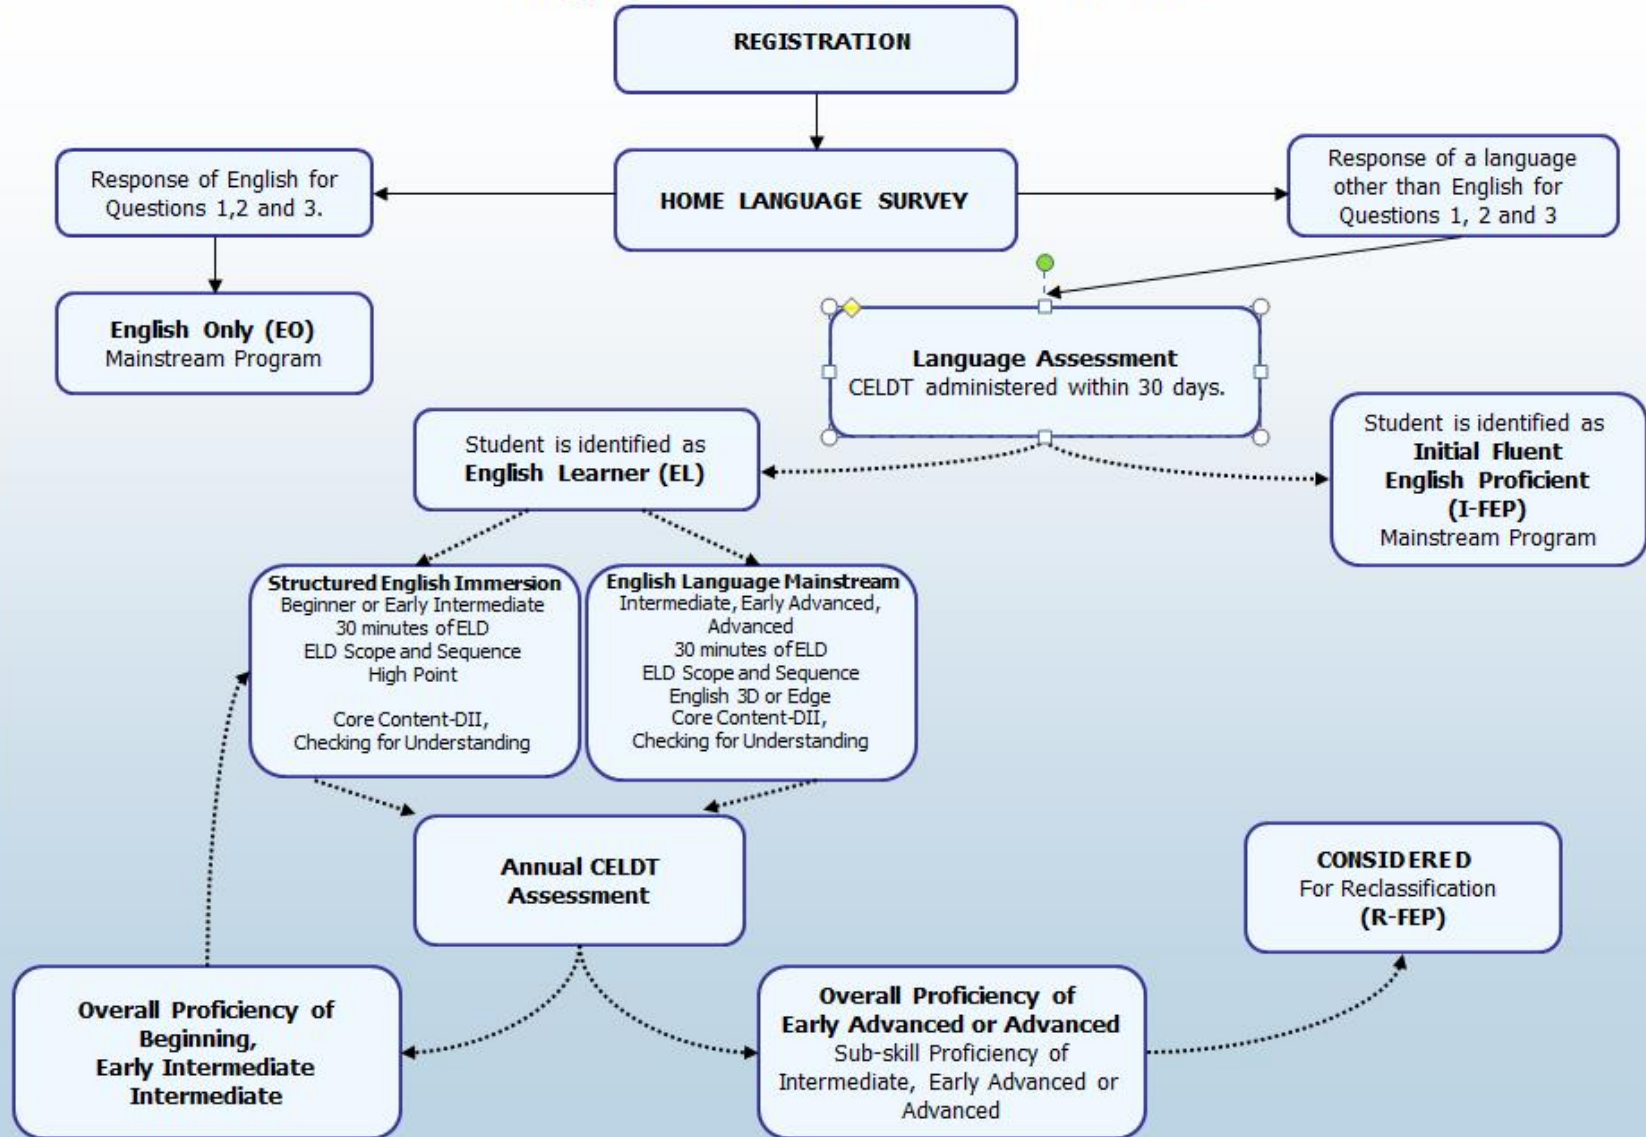 REGISTRATION
HOME LANGUAGE SURVEY
Response of English for
Questions 1,2 and 3.
Response of a language
other than English for
Questions 1, 2 and 3
English Only (EO)
Mainstream Program
Language Assessment
CELDT administered within 30 days.
Student is identified as
English Learner (EL)
Student is identified as
Initial Fluent
English Proficient
(I-FEP)
Mainstream Program
Structured English Immersion
Beginner or Early Intermediate
30 minutes of ELD
ELD Scope and Sequence
High Point
Core Content-DII,
Checking for Understanding
English Language Mainstream
Intermediate, Early Advanced,
Advanced
30 minutes of ELD
ELD Scope and Sequence
English 3D or Edge
Core Content-DII,
Checking for Understanding
Annual CELDT
Assessment
CONSIDERED
For Reclassification
(R-FEP)
Overall Proficiency of
Beginning,
Early Intermediate
Intermediate
Overall Proficiency of
Early Advanced or Advanced
Sub-skill Proficiency of
Intermediate, Early Advanced or
Advanced